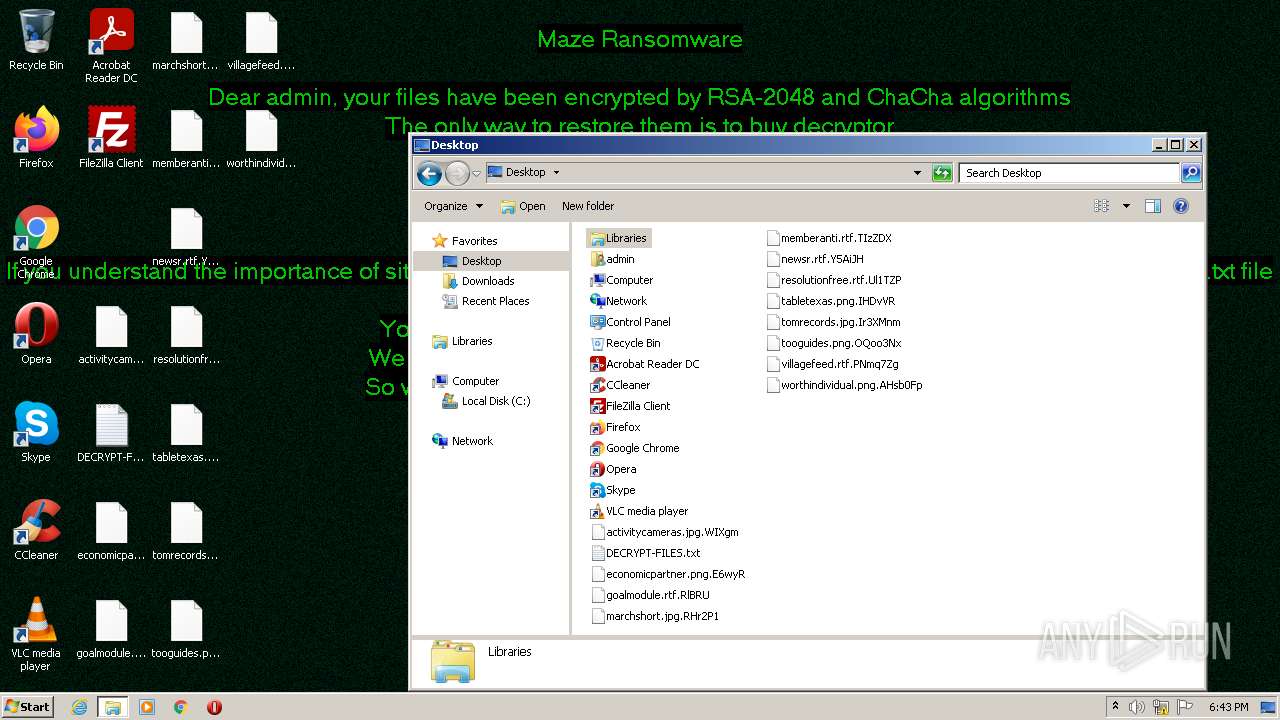 Maze Ransomware
Dear admin, your files have been encrypted by RSA-2048 and ChaCha algorithms
The only way to restore them is to buy decryptor
If you understand the importance of sit
.txt file
Yo
We
So w
Recycle Bin
Acrobat Reader DC
marchshort....
villagefeed....
Firefox
FileZilla Client
memberanti...
worthindivid...
Google Chrome
newsr.rtf.Y...
Opera
activitycam...
resolutionfr...
Skype
DECRYPT-F...
tabletexas....
CCleaner
economicpa...
tomrecords...
VLC media player
goalmodule....
tooguides.p...
Desktop
Desktop
Search Desktop
Organize
Open
New folder
Favorites
Desktop
Downloads
Recent Places
Libraries
Computer
Local Disk (C:)
Network
Libraries
admin
Computer
Network
Control Panel
Recycle Bin
Acrobat Reader DC
CCleaner
FileZilla Client
Firefox
Google Chrome
Opera
Skype
VLC media player
activitycameras.jpg.WIXgm
DECRYPT-FILES.txt
economicpartner.png.E6wyR
goalmodule.rtf.RlBRU
marchshort.jpg.RHr2P1
memberanti.rtf.TISZDX
newsr.rtf.Y5AiJH
resolutionfred.rtf.Ul1TZP
tabletexas.png.IHDvVR
tomrecords.jpg.Ir3XMnm
tooguides.png.OQoo3Nx
villagefeed.rtf.PNmq7Zg
worthindividual.png.AHsb0Fp
Libraries
ANY RUN
Start
6:43 PM